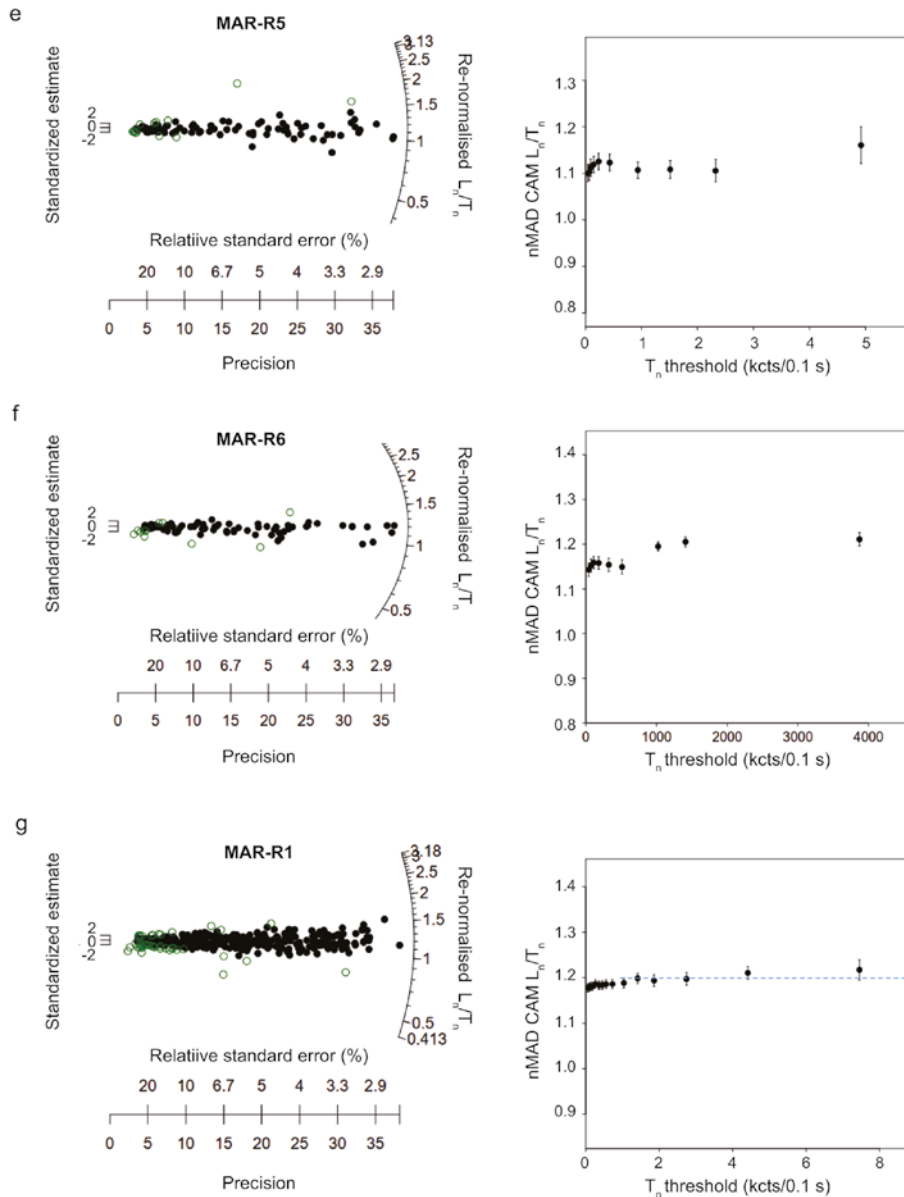 e
MAR-R5
Standardized estimate
2
0
-2
3.13
3
2.5
2
1.5
1
0.5
Re-normalised Ln/Tn
Relatiive standard error (%)
20 10 6.7 5 4 3.3 2.9
0 5 10 15 20 25 30 35
Precision
nMAD CAM Ln/Tn
1.3
1.2
1.1
1.0
0.9
0.8
0 1 2 3 4 5
Tn threshold (kcts/0.1 s)
f
MAR-R6
Standardized estimate
2
0
-2
2.5
2
1.5
1
0.5
Re-normalised Ln/Tn
Relatiive standard error (%)
20 10 6.7 5 4 3.3 2.9
0 5 10 15 20 25 30 35
Precision
nMAD CAM Ln/Tn
1.4
1.4
1.3
1.2
1.1
1.0
0.9
0.8
0 1000 2000 3000 4000
Tn threshold (kcts/0.1 s)
g
MAR-R1
Standardized estimate
2
0
-2
3.18
3
2.5
2
1.5
1
0.5
0.413
Re-normalised Ln/Tn
Relatiive standard error (%)
20 10 6.7 5 4 3.3 2.9
0 5 10 15 20 25 30 35
Precision
nMAD CAM Ln/Tn
1.4
1.3
1.2
1.1
1.0
0.9
0 2 4 6 8
Tn threshold (kcts/0.1 s)